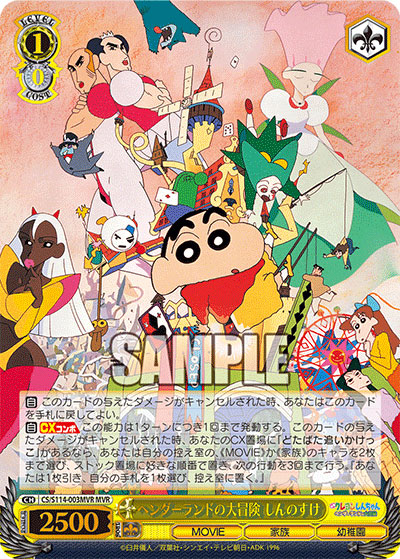 LEVEL
1
0
COST
CLOSED
SAMPLE
自 このカードの与えたダメージがキャンセルされた時、あなたはこのカード
を手札に戻してよい。
自 CXコンボ この能力は1ターンにつき1回まで発動する。このカードの与え
たダメージがキャンセルされた時、あなたのCX置場に「どたばた追いかけっ
こ」があるなら、あなたは自分の控え室の、《MOVIE》か《家族》のキャラを2枚
まで選び、ストック置場に好きな順番で置き、次の行動を3回まで行う。『あな
たは1枚引き、自分の手札を1枚選び、控え室に置く。』
CH CS/S114-003MVR MVR
クレヨンしんちゃん
2500
ヘンダーランドの大冒険 しんのすけ
MOVIE
家族
幼稚園
©臼井儀人／双葉社・シンエイ・テレビ朝日・ADK 1996